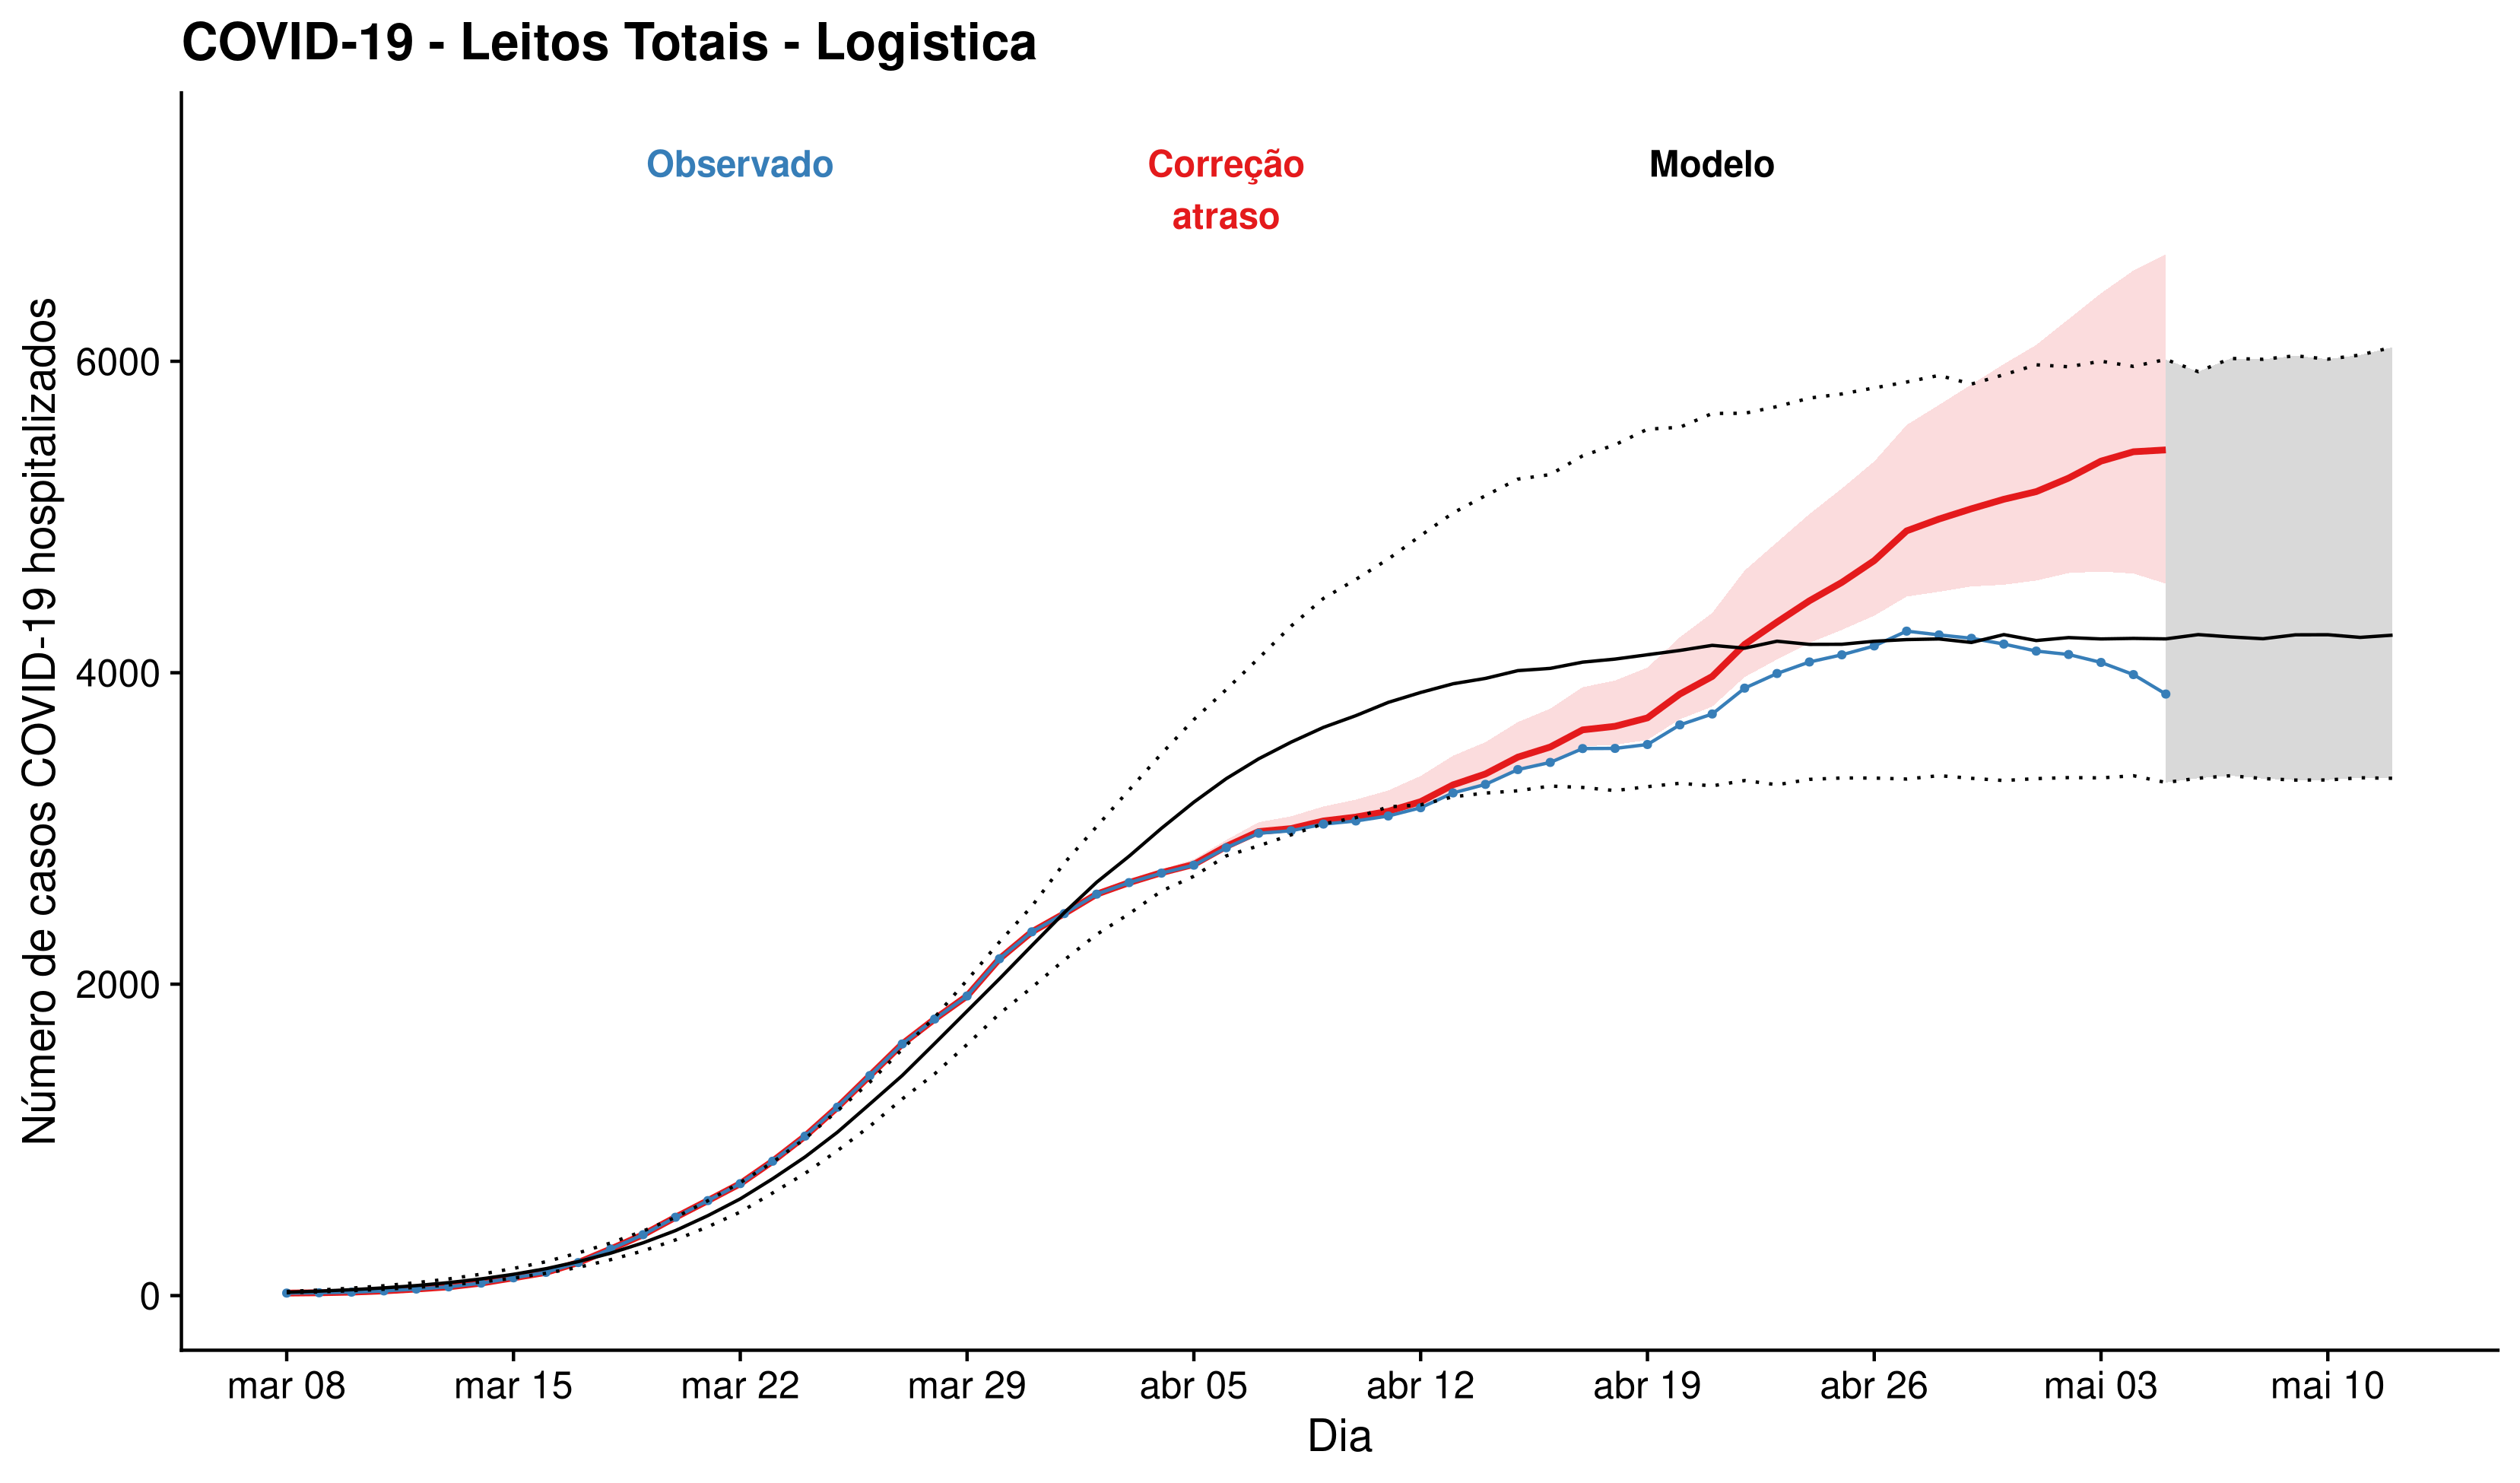 COVID-19 - Leitos Totais - Logistica
Observado
Correção
atraso
Modelo
Número de casos COVID-19 hospitalizados
6000
4000
2000
0
mar 08
mar 15
mar 22
mar 29
abr 05
abr 12
abr 19
abr 26
mai 03
mai 10
Dia